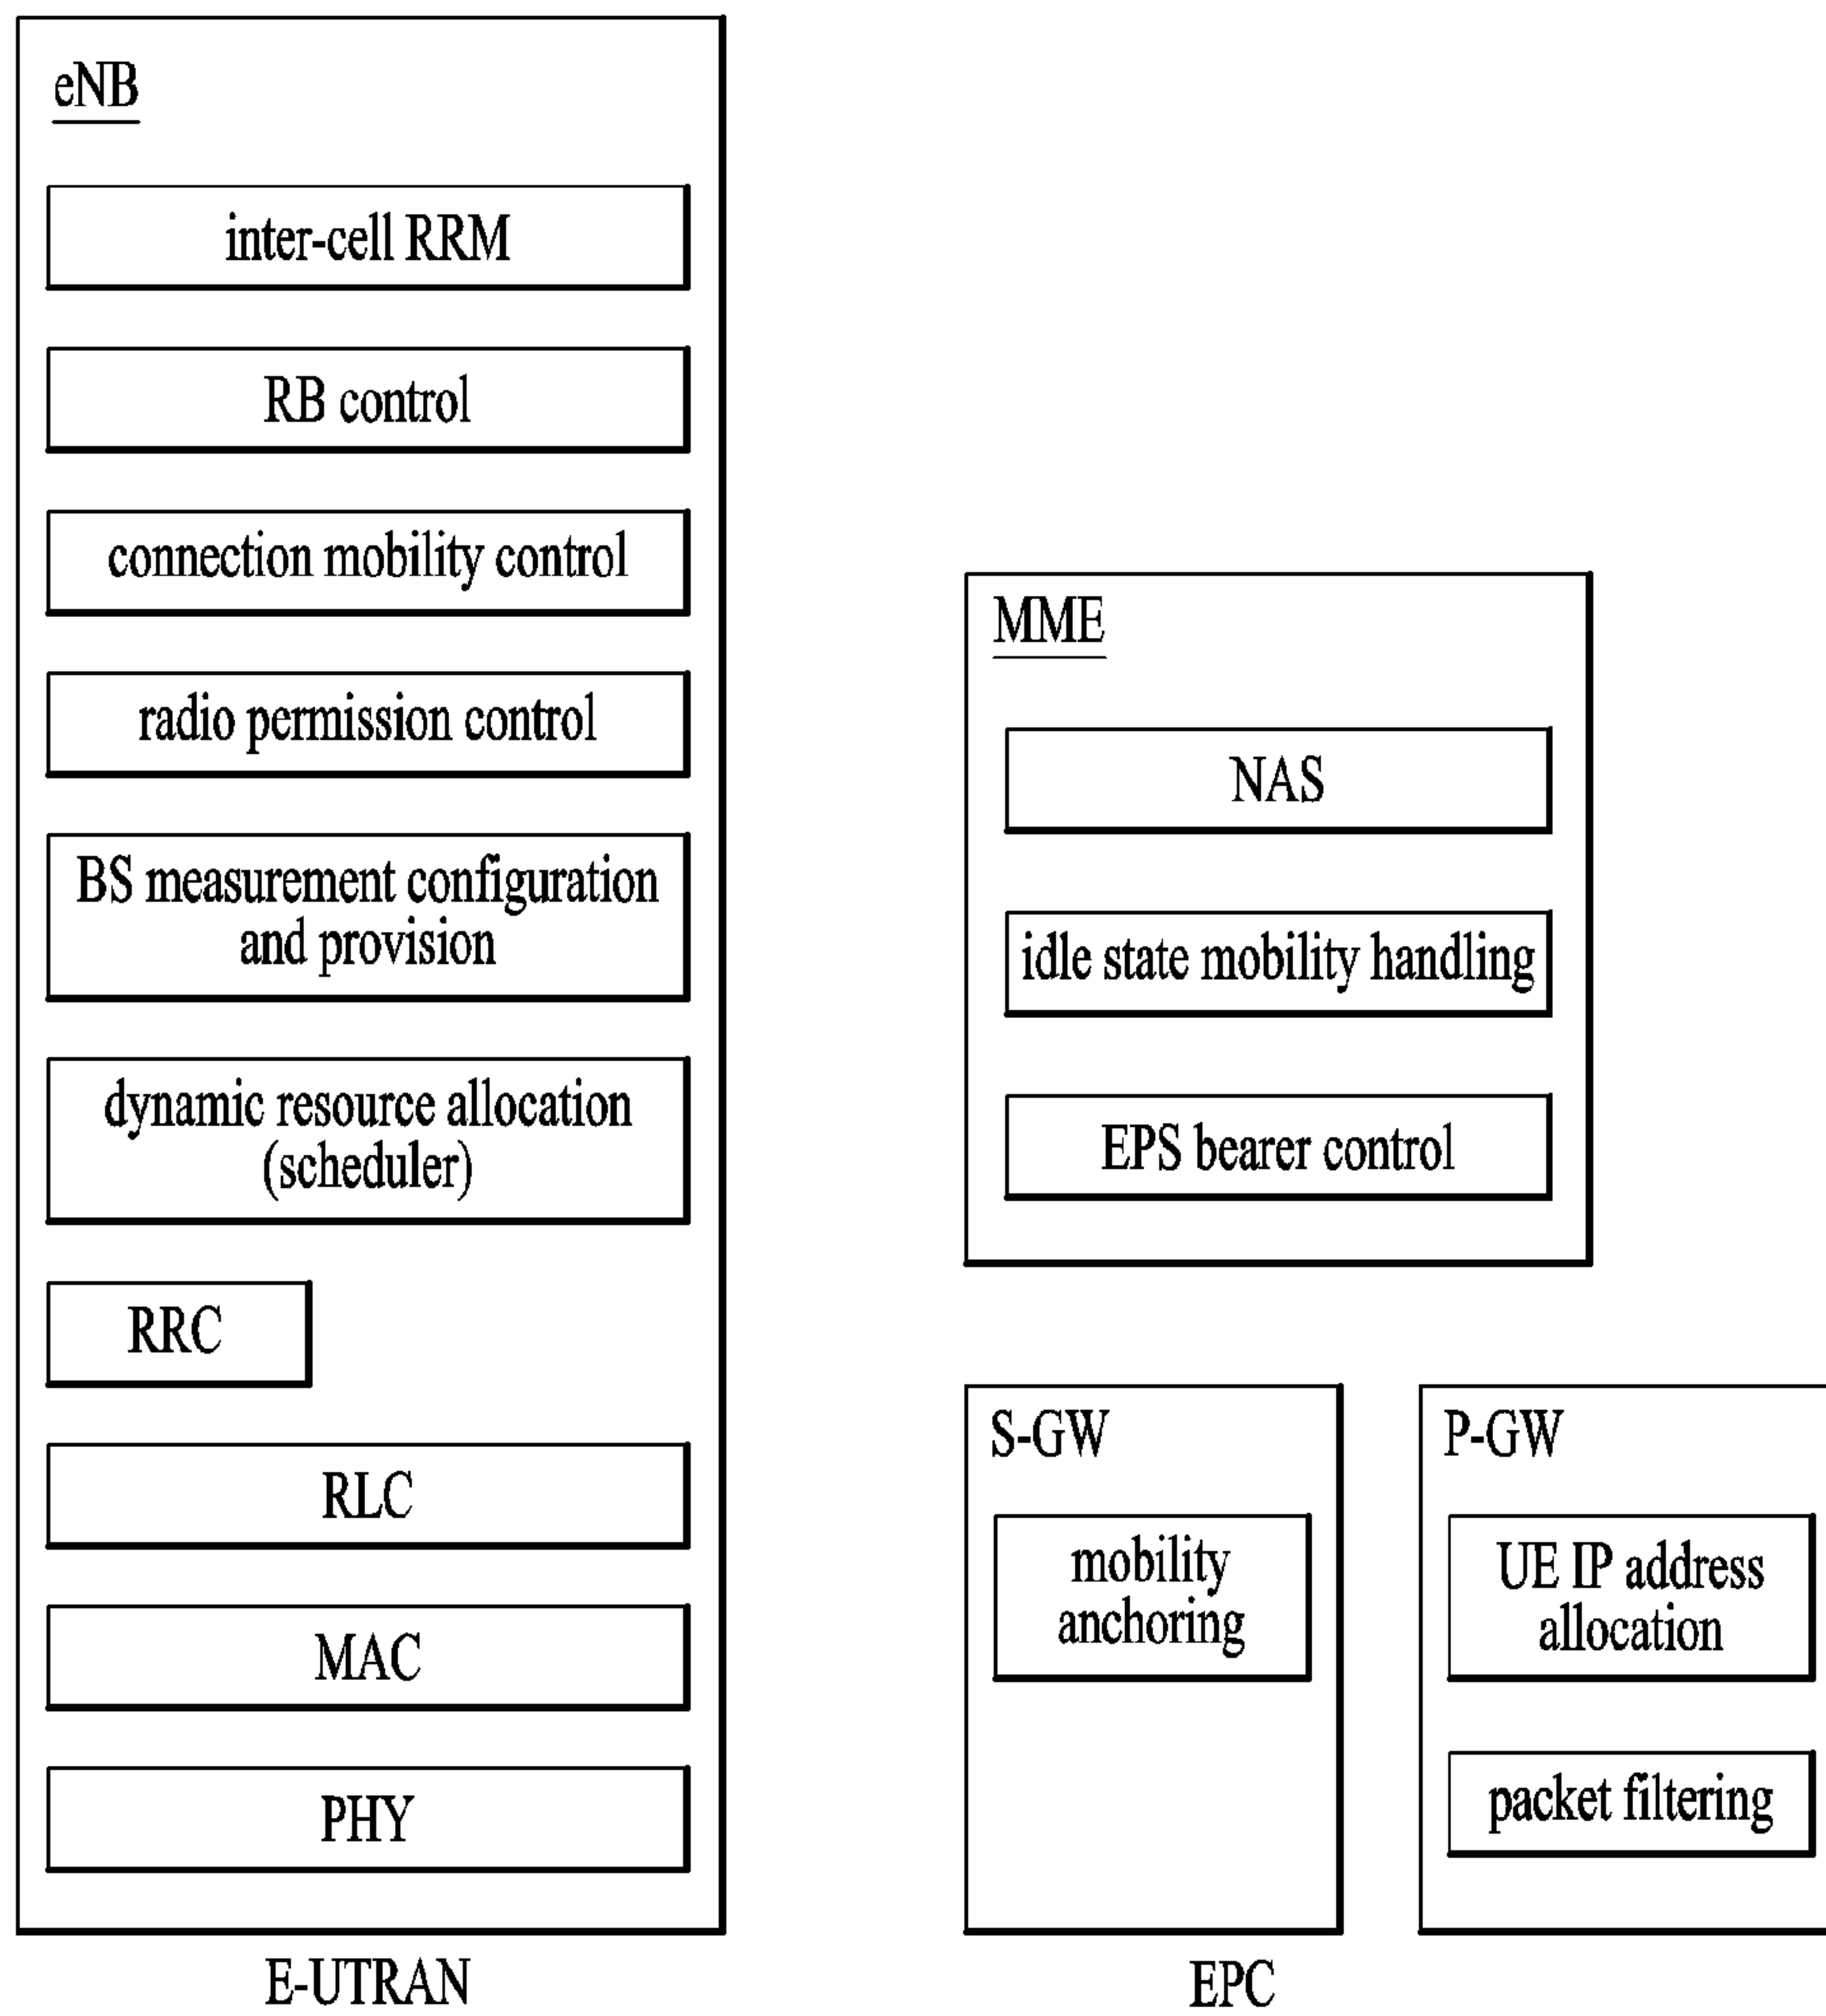 eNB
inter-cell RRM
RB control
connection mobility control
radio permission control
BS measurement configuration
and provision
dynamic resource allocation
(scheduler)
RRC
RLC
MAC
PHY
E-UTRAN
MME
NAS
idle state mobility handling
EPS bearer control
S-GW
mobility
anchoring
P-GW
UE IP address
allocation
packet filtering
EPC